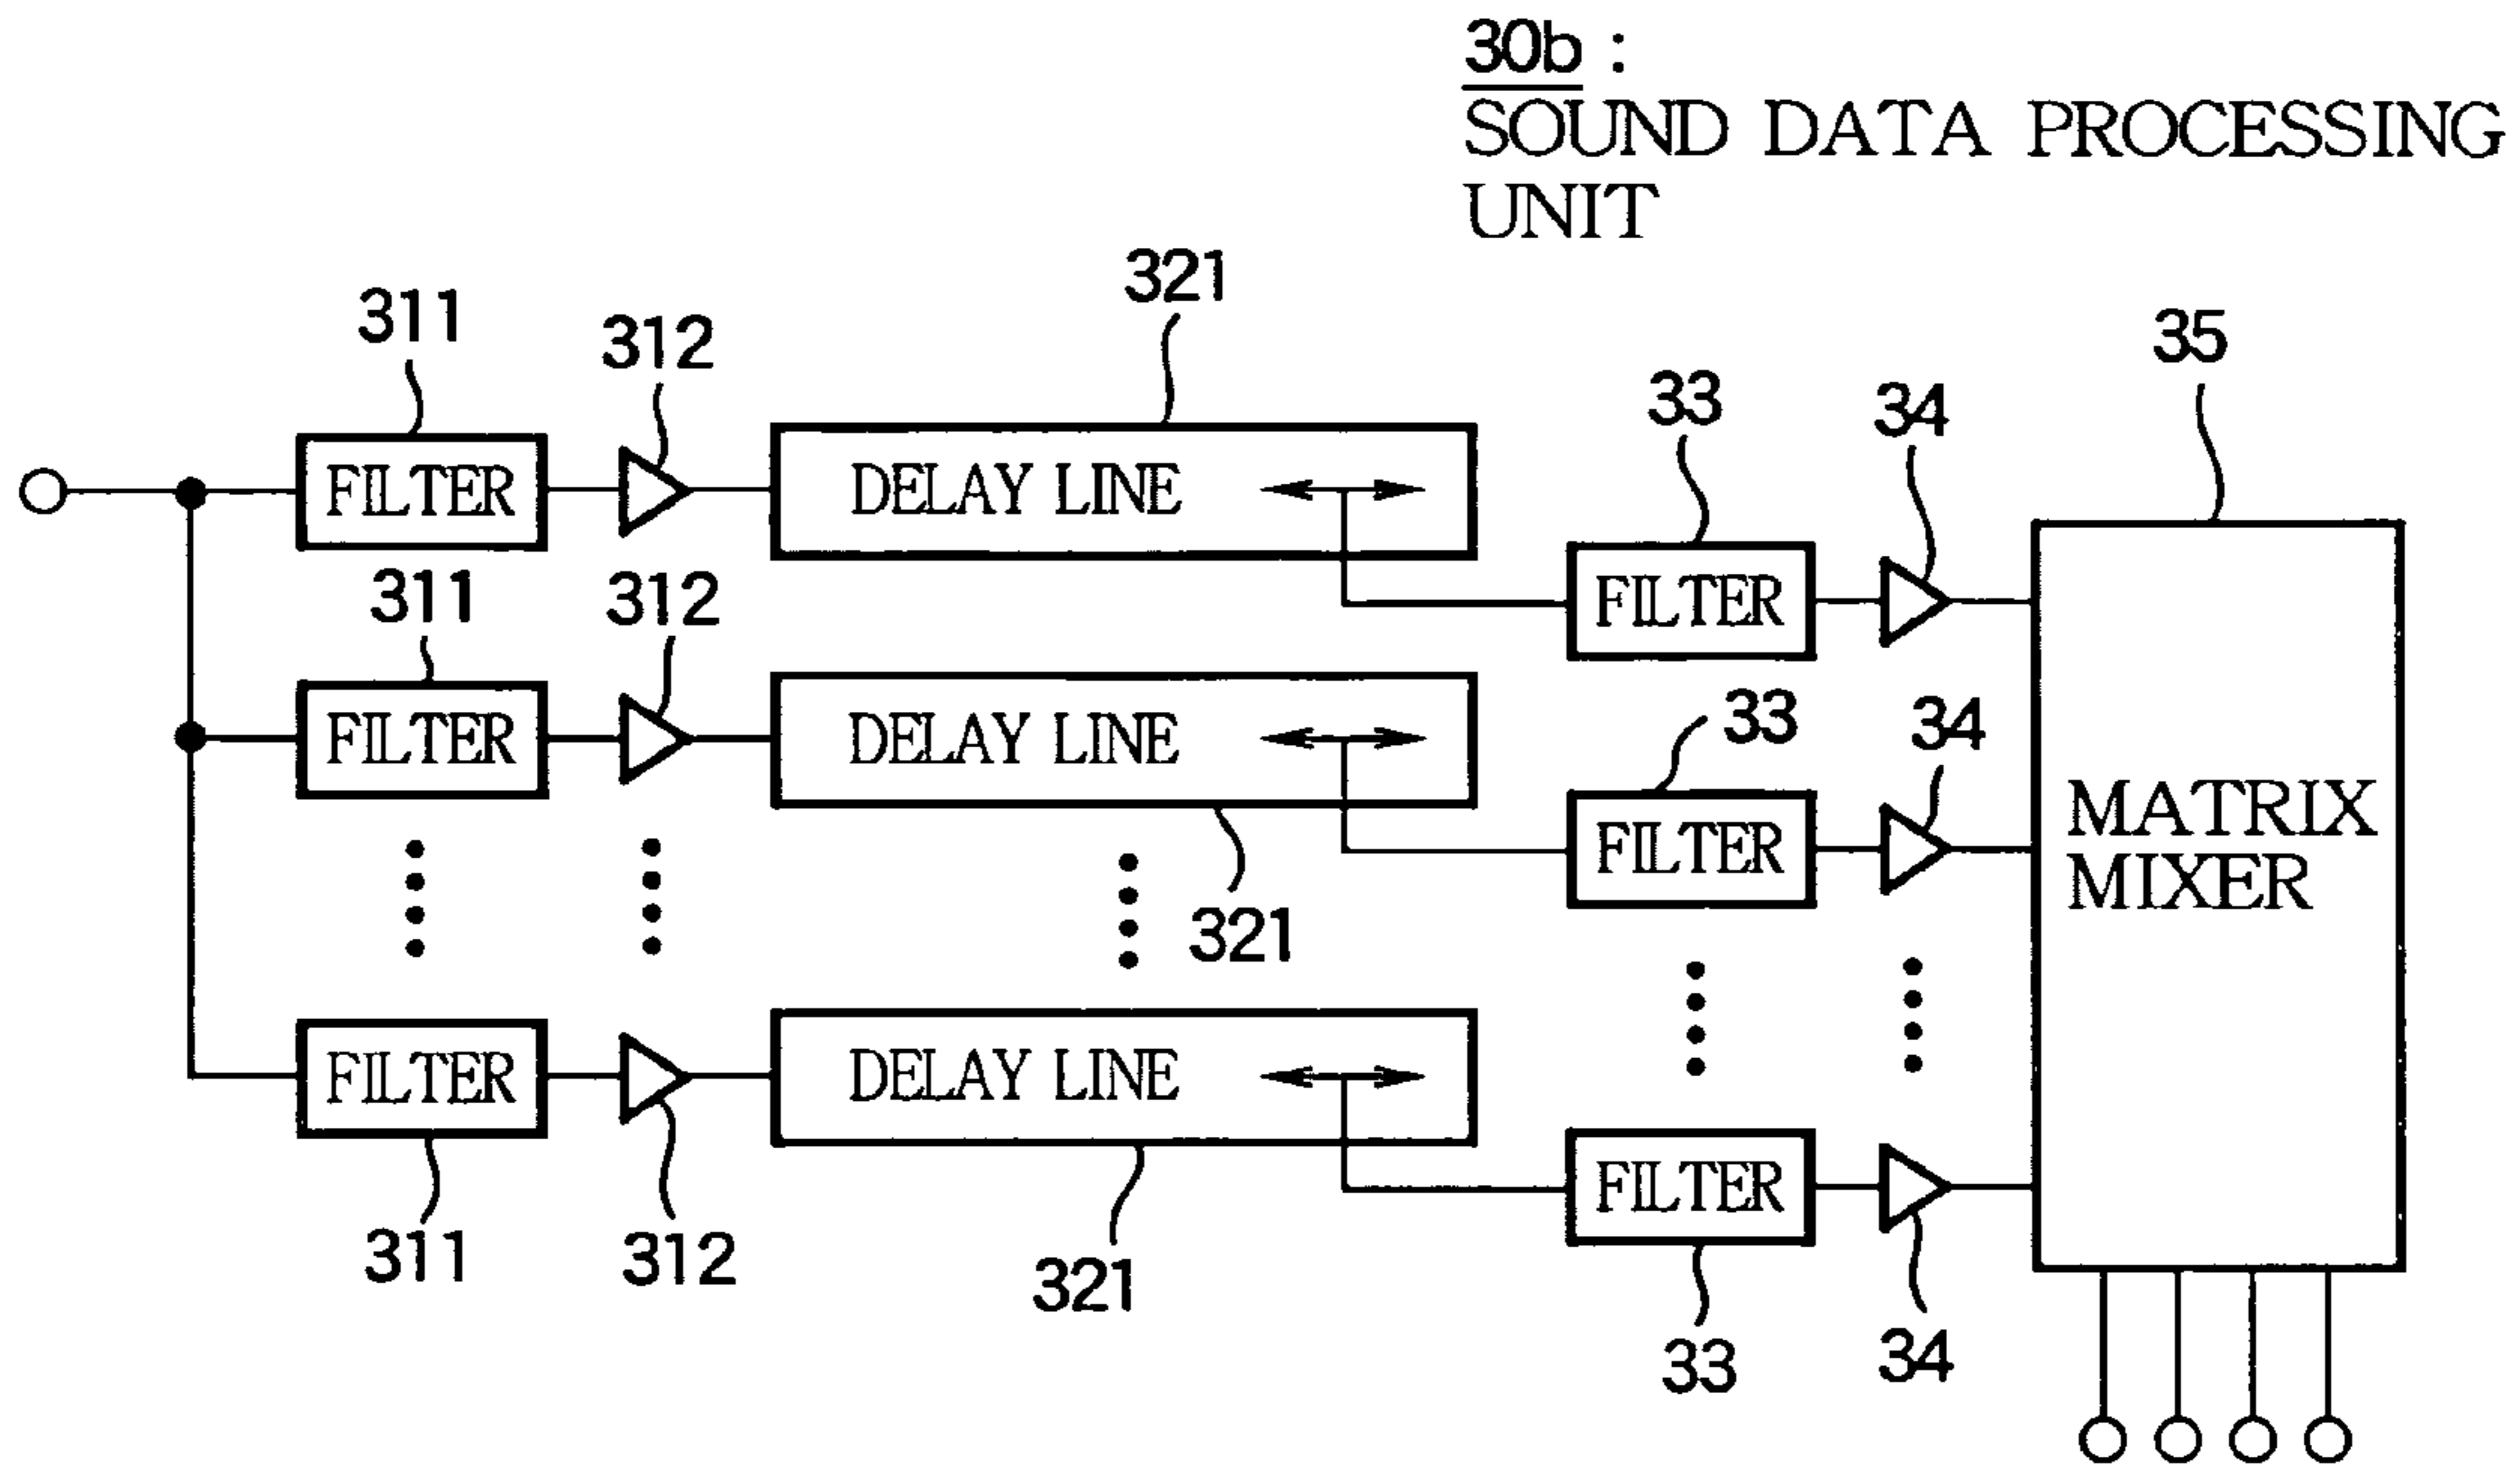 30b :
SOUND DATA PROCESSING
UNIT
321
311
312
35
33
34
FILTER
DELAY LINE
FILTER
311
312
33
34
FILTER
DELAY LINE
FILTER
MATRIX
MIXER
321
FILTER
DELAY LINE
FILTER
311
312
321
33
34